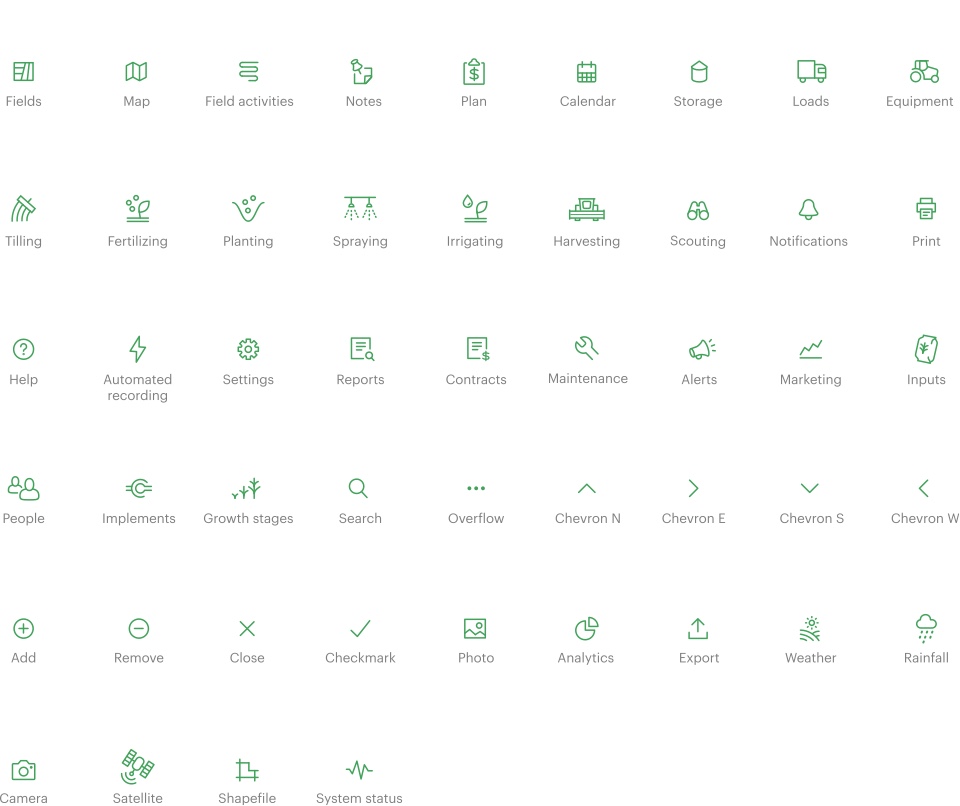 Fields Map Field activities Notes Plan Calendar Storage Loads Equipment
Tilling Fertilizing Planting Spraying Irrigating Harvesting Scouting Notifications Print
Help Automated Settings Reports Contracts Maintenance Alerts Marketing Inputs
recording
People Implements Growth stages Search Overflow Chevron N Chevron E Chevron S Chevron W
Add Remove Close Checkmark Photo Analytics Export Weather Rainfall
Camera Satellite Shapefile System status